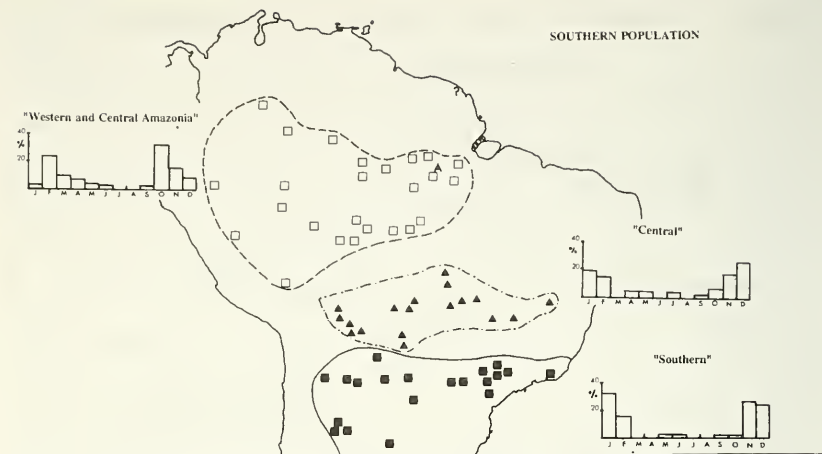 SOUTHERN POPULATION
?
"Western and Central Amazonia"
40
%
20
J F M A M J J A S O N D
A
"Central"
40
%
20
J F M A M J J A S O N D
"Southern"
40
%
20
J F M A M J J A S O N D